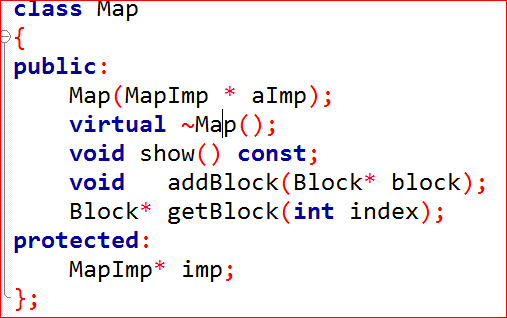 class Map
{
public:
    Map(MapImp * aImp);
    virtual ~Map();
    void show() const;
    void   addBlock(Block* block);
    Block* getBlock(int index);
protected:
    MapImp* imp;
};